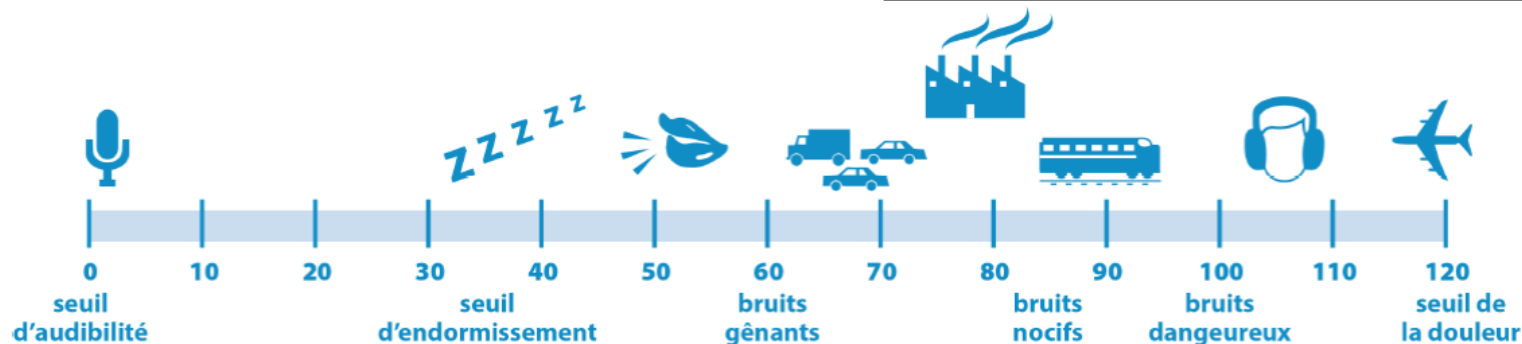 z z z z z
0 10 20 30 40 50 60 70 80 90 100 110 120
seuil d'audibilité
seuil d'endormissement
bruits gênants
bruits nocifs
bruits dangeureux
seuil de la douleur